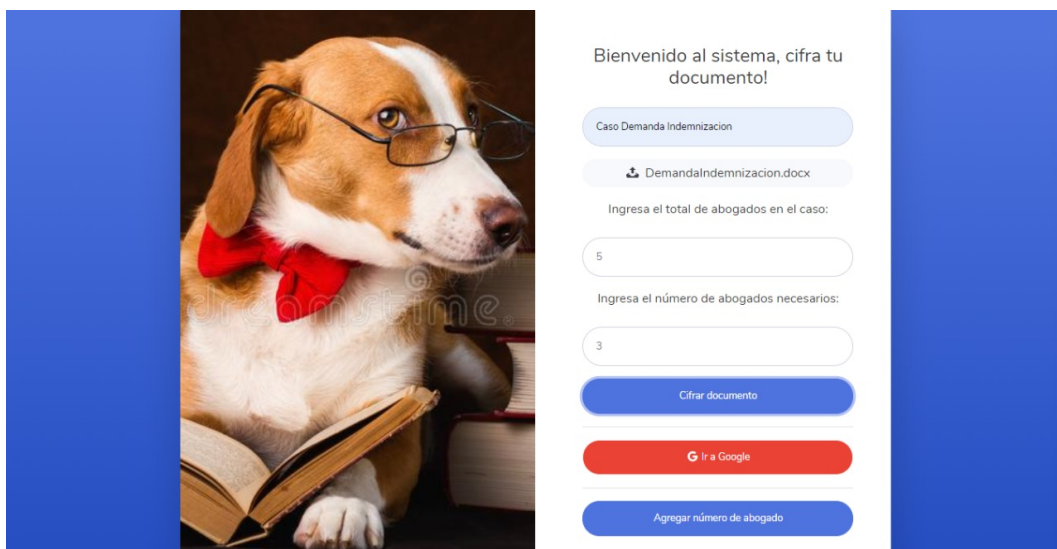 Bienvenido al sistema, cifra tu
documento!
Caso Demanda Indemnizacion
DemandaIndemnizacion.docx
Ingresa el total de abogados en el caso:
5
Ingresa el número de abogados necesarios:
3
Cifrar documento
G Ir a Google
Agregar número de abogado
dreamstime.